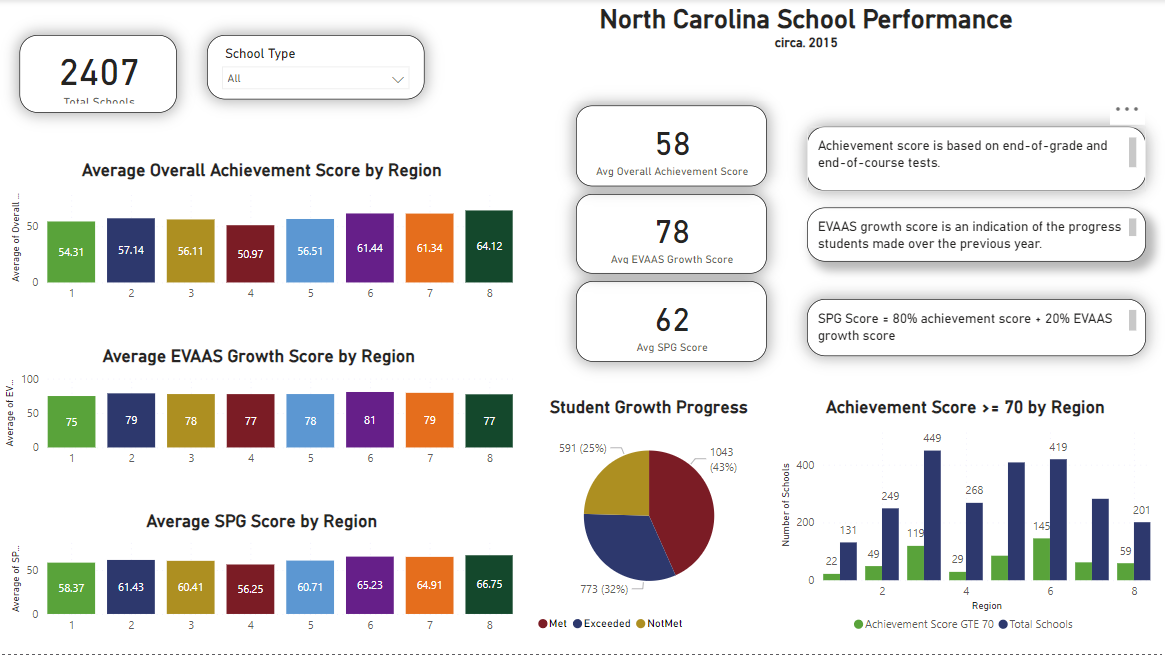 North Carolina School Performance
circa. 2015
2407
Total Schools
School Type
All
58
Avg Overall Achievement Score
78
Avg EVAAS Growth Score
62
Avg SPG Score
Achievement score is based on end-of-grade and
end-of-course tests.
EVAAS growth score is an indication of the progress
students made over the previous year.
SPG Score = 80% achievement score + 20% EVAAS
growth score
Average Overall Achievement Score by Region
Average of Overall ...
50
0
54.31
57.14
56.11
50.97
56.51
61.44
61.34
64.12
1 2 3 4 5 6 7 8
Average EVAAS Growth Score by Region
Average of EV...
100
50
0
75
79
78
77
78
81
79
77
1 2 3 4 5 6 7 8
Average SPG Score by Region
Average of SP...
50
0
58.37
61.43
60.41
56.25
60.71
65.23
64.91
66.75
1 2 3 4 5 6 7 8
Student Growth Progress
591 (25%)
1043
(43%)
773 (32%)
Met Exceeded NotMet
Achievement Score >= 70 by Region
Number of Schools
400
200
0
22
131
49
249
119
449
29
268
145
419
59
201
2 4 6 8
Region
Achievement Score GTE 70 Total Schools